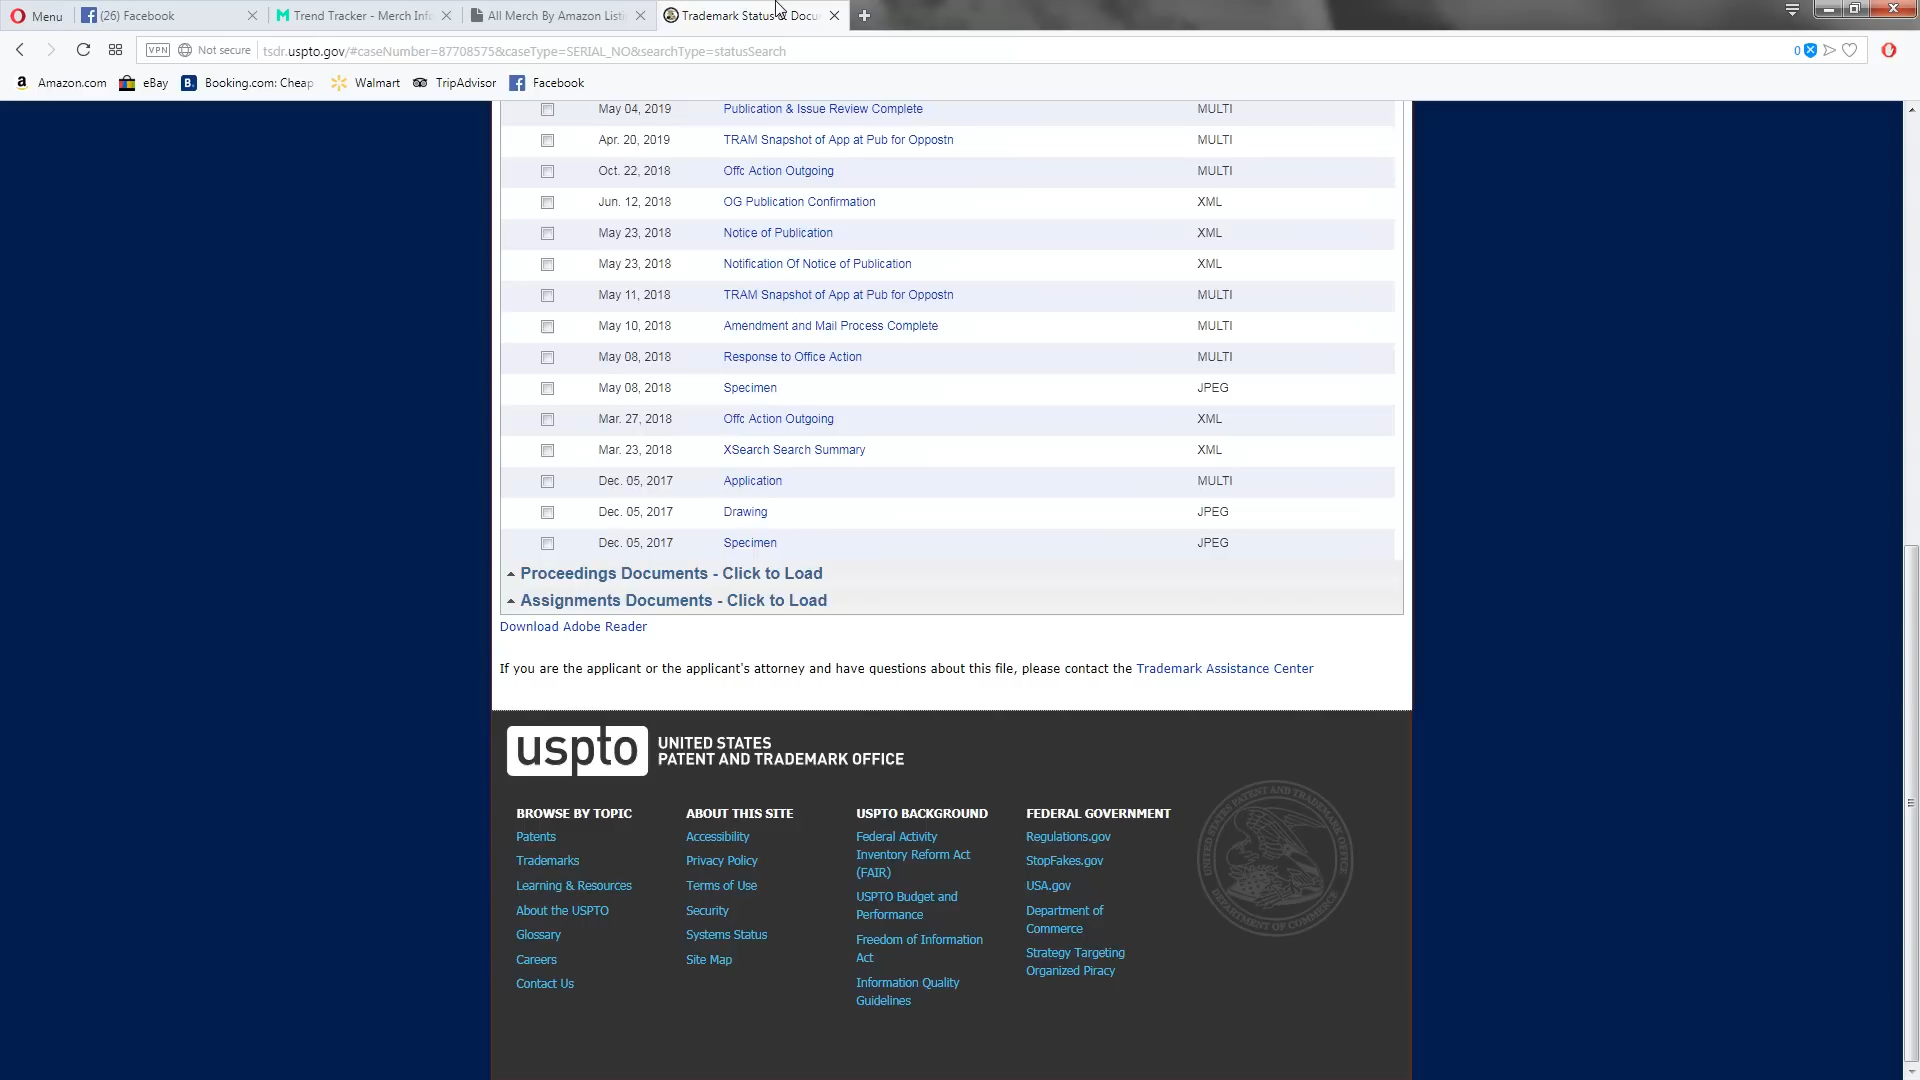 Menu
(26) Facebook
Trend Tracker - Merch Inf
All Merch By Amazon Listi
Trademark Status & Docu
VPN
Not secure
tsdr.uspto.gov/#caseNumber=87708575&caseType=SERIAL_NO&searchType=statusSearch
0
Amazon.com
eBay
B. Booking.com: Cheap
Walmart
TripAdvisor
Facebook
May 04, 2019 Publication & Issue Review Complete MULTI
Apr. 20, 2019 TRAM Snapshot of App at Pub for Oppostn MULTI
Oct. 22, 2018 Offc Action Outgoing MULTI
Jun. 12, 2018 OG Publication Confirmation XML
May 23, 2018 Notice of Publication XML
May 23, 2018 Notification Of Notice of Publication XML
May 11, 2018 TRAM Snapshot of App at Pub for Oppostn MULTI
May 10, 2018 Amendment and Mail Process Complete MULTI
May 08, 2018 Response to Office Action MULTI
May 08, 2018 Specimen JPEG
Mar. 27, 2018 Offc Action Outgoing XML
Mar. 23, 2018 XSearch Search Summary XML
Dec. 05, 2017 Application MULTI
Dec. 05, 2017 Drawing JPEG
Dec. 05, 2017 Specimen JPEG
Proceedings Documents - Click to Load
Assignments Documents - Click to Load
Download Adobe Reader
If you are the applicant or the applicant's attorney and have questions about this file, please contact the Trademark Assistance Center
uspto
UNITED STATES
PATENT AND TRADEMARK OFFICE
BROWSE BY TOPIC
Patents
Trademarks
Learning & Resources
About the USPTO
Glossary
Careers
Contact Us
ABOUT THIS SITE
Accessibility
Privacy Policy
Terms of Use
Security
Systems Status
Site Map
USPTO BACKGROUND
Federal Activity
Inventory Reform Act
(FAIR)
USPTO Budget and
Performance
Freedom of Information
Act
Information Quality
Guidelines
FEDERAL GOVERNMENT
Regulations.gov
StopFakes.gov
USA.gov
Department of
Commerce
Strategy Targeting
Organized Piracy
UNITED STATES PATENT AND TRADEMARK OFFICE
DEPARTMENT OF COMMERCE